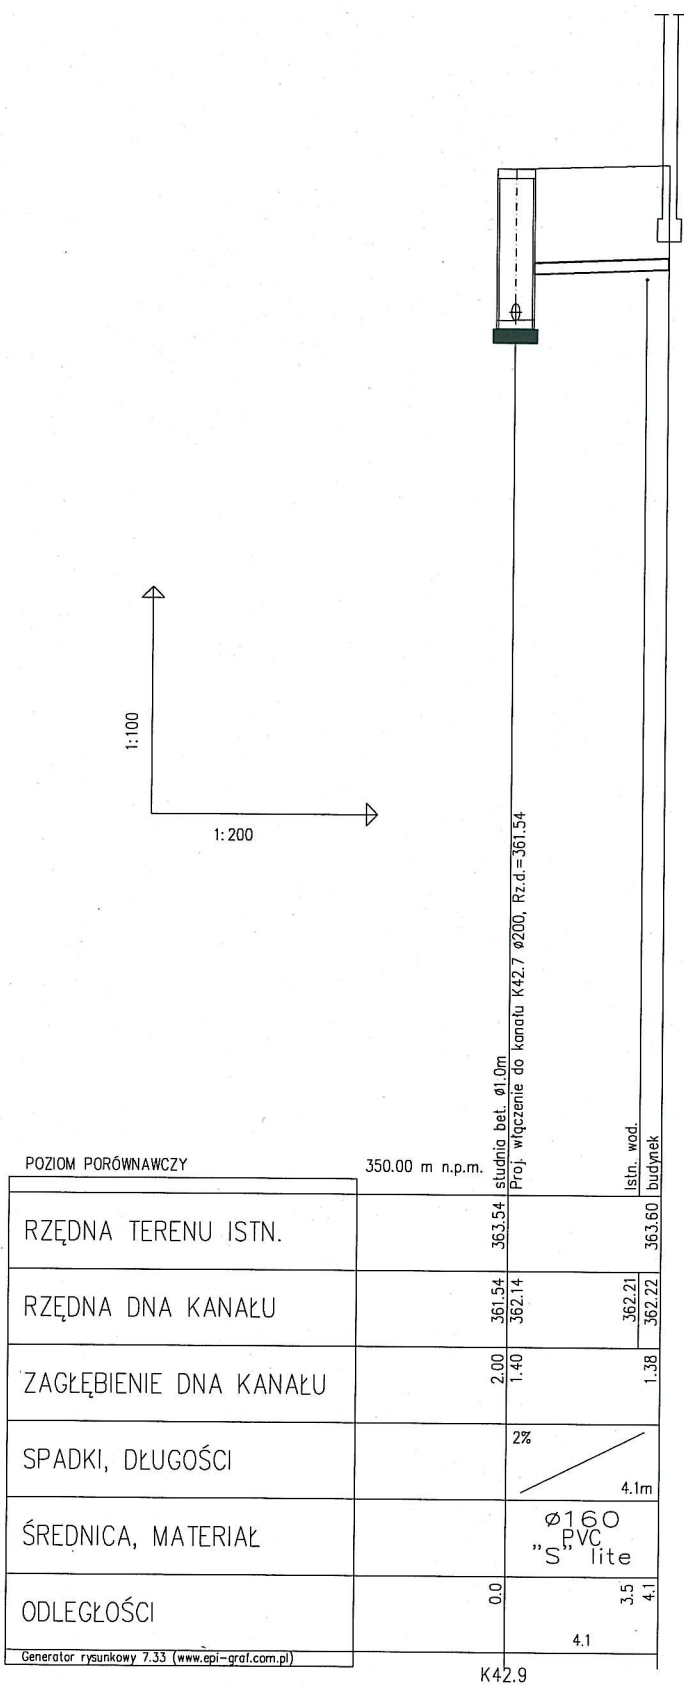 1:100
1:200
studnia bet. ø1.0m
Proj. włączenie do kanału K42.7 ø200, Rz.d.=361.54
Istn. wod.
budynek
POZIOM PORÓWNAWCZY 350.00 m n.p.m.
RZĘDNA TERENU ISTN. 363.54 363.60
RZĘDNA DNA KANAŁU 361.54 362.14 362.21 362.22
ZAGŁĘBIENIE DNA KANAŁU 2.00 1.40 1.38
SPADKI, DŁUGOŚCI 2% 4.1m
ŚREDNICA, MATERIAŁ ø160
PVC
"S" lite
ODLEGŁOŚCI 0.0 3.5 4.1
4.1
Generator rysunkowy 7.33 (www.epi-graf.com.pl)
K42.9